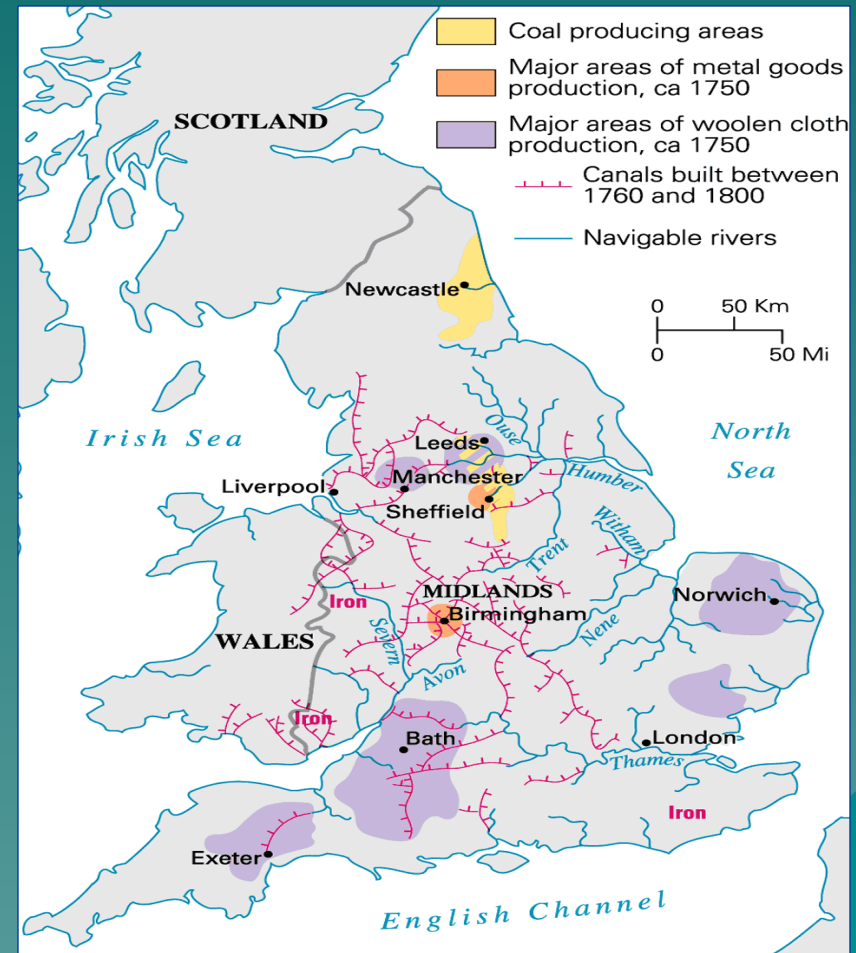 Coal producing areas
Major areas of metal goods
production, ca 1750
Major areas of woolen cloth
production, ca 1750
Canals built between
1760 and 1800
Navigable rivers
0 50 Km
0 50 Mi
SCOTLAND
Newcastle
Irish Sea
North
Sea
Leeds
Ouse
Manchester
Humber
Liverpool
Sheffield
Witham
Trent
MIDLANDS
Norwich
Iron
Birmingham
Nene
WALES
Severn
Avon
Iron
Bath
London
Thames
Iron
Exeter
English Channel